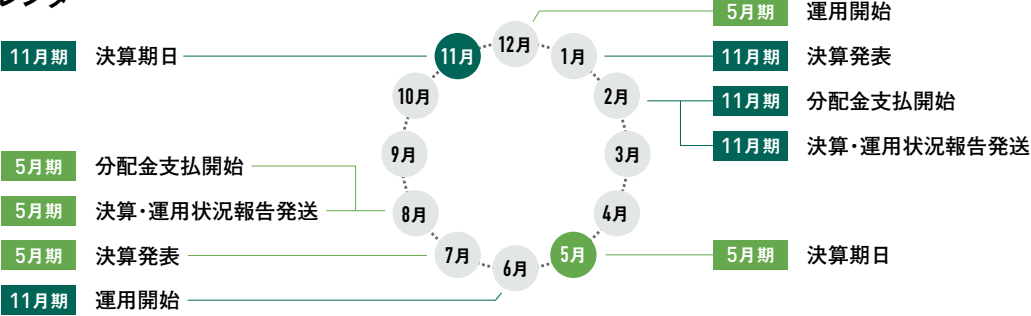 レンダー
5月期 運用開始
11月期 決算期日
11月
12月
1月
11月期 決算発表
10月
2月
11月期 分配金支払開始
11月期 決算・運用状況報告発送
9月
3月
5月期 分配金支払開始
5月期 決算・運用状況報告発送
8月
4月
5月期 決算発表
7月
6月
5月
5月期 決算期日
11月期 運用開始